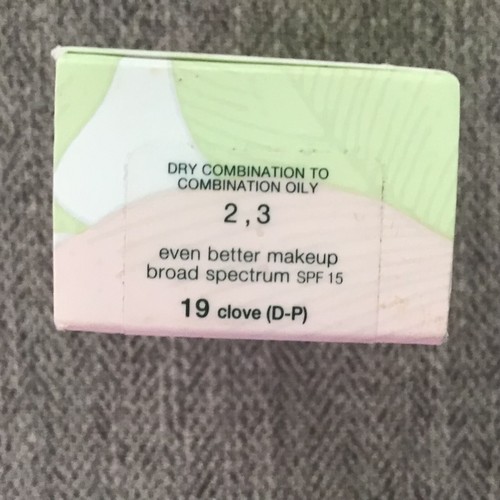 DRY COMBINATION TO
COMBINATION OILY
2 , 3
even better makeup
broad spectrum SPF 15
19 clove (D-P)